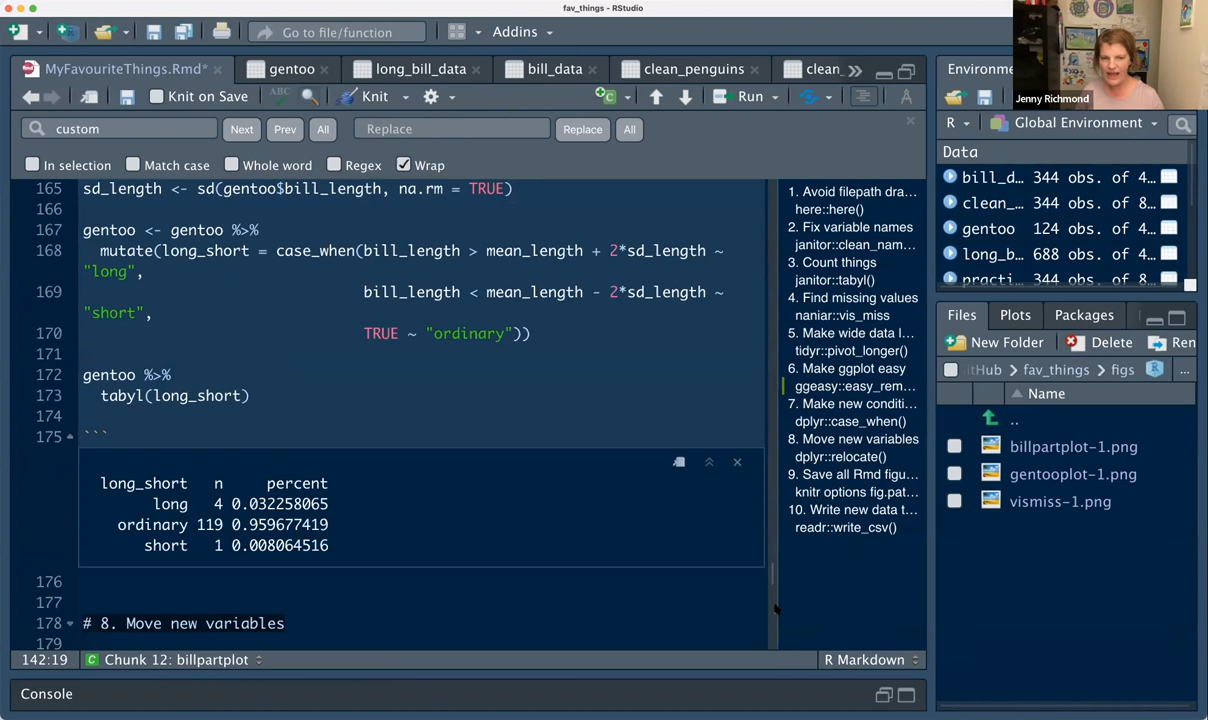 fav_things - RStudio
Go to file/function
Addins
MyFavouriteThings.Rmd*
gentoo
long_bill_data
bill_data
clean_penguins
clean
Environme
Jenny Richmond
Knit on Save
ABC
Knit
Run
R
Global Environment
custom
Next
Prev
All
Replace
Replace
All
In selection
Match case
Whole word
Regex
Wrap
Data
bill_d… 344 obs. of 4…
clean_… 344 obs. of 8…
gentoo 124 obs. of 4…
long_b… 688 obs. of 4…
practi… 344 obs. of 8…
165 sd_length <- sd(gentoo$bill_length, na.rm = TRUE)
166
167 gentoo <- gentoo %>%
168 mutate(long_short = case_when(bill_length > mean_length + 2*sd_length ~
"long",
169 bill_length < mean_length - 2*sd_length ~
"short",
170 TRUE ~ "ordinary"))
171
172 gentoo %>%
173 tabyl(long_short)
174
175 ```
long_short n percent
long 4 0.032258065
ordinary 119 0.959677419
short 1 0.008064516
176
177
178 # 8. Move new variables
179
1. Avoid filepath dra…
here::here()
2. Fix variable names
janitor::clean_nam…
3. Count things
janitor::tabyl()
4. Find missing values
naniar::vis_miss
5. Make wide data l…
tidyr::pivot_longer()
6. Make ggplot easy
ggeasy::easy_rem…
7. Make new conditi…
dplyr::case_when()
8. Move new variables
dplyr::relocate()
9. Save all Rmd figu…
knitr options fig.pat…
10. Write new data t…
readr::write_csv()
Files
Plots
Packages
New Folder
Delete
Ren
itHub
fav_things
figs
…
Name
..
billpartplot-1.png
gentooplot-1.png
vismiss-1.png
142:19
C Chunk 12: billpartplot
R Markdown
Console